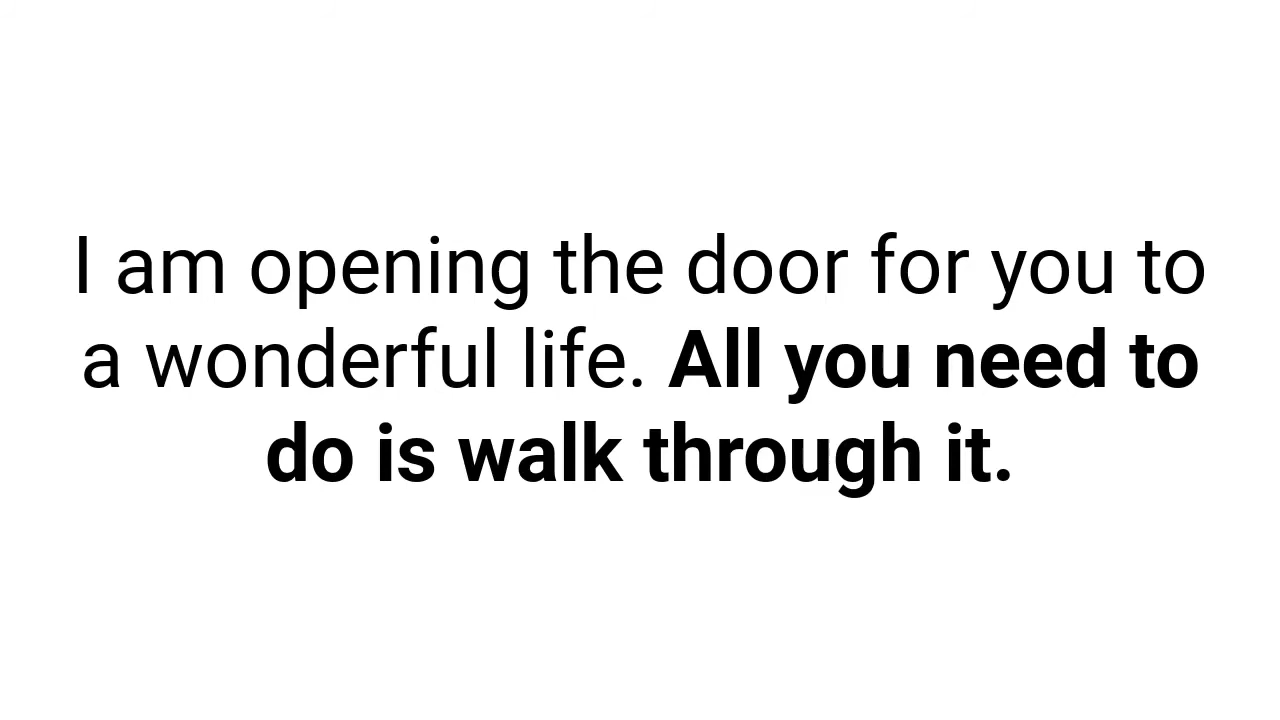 I am opening the door for you to
a wonderful life. All you need to
do is walk through it.